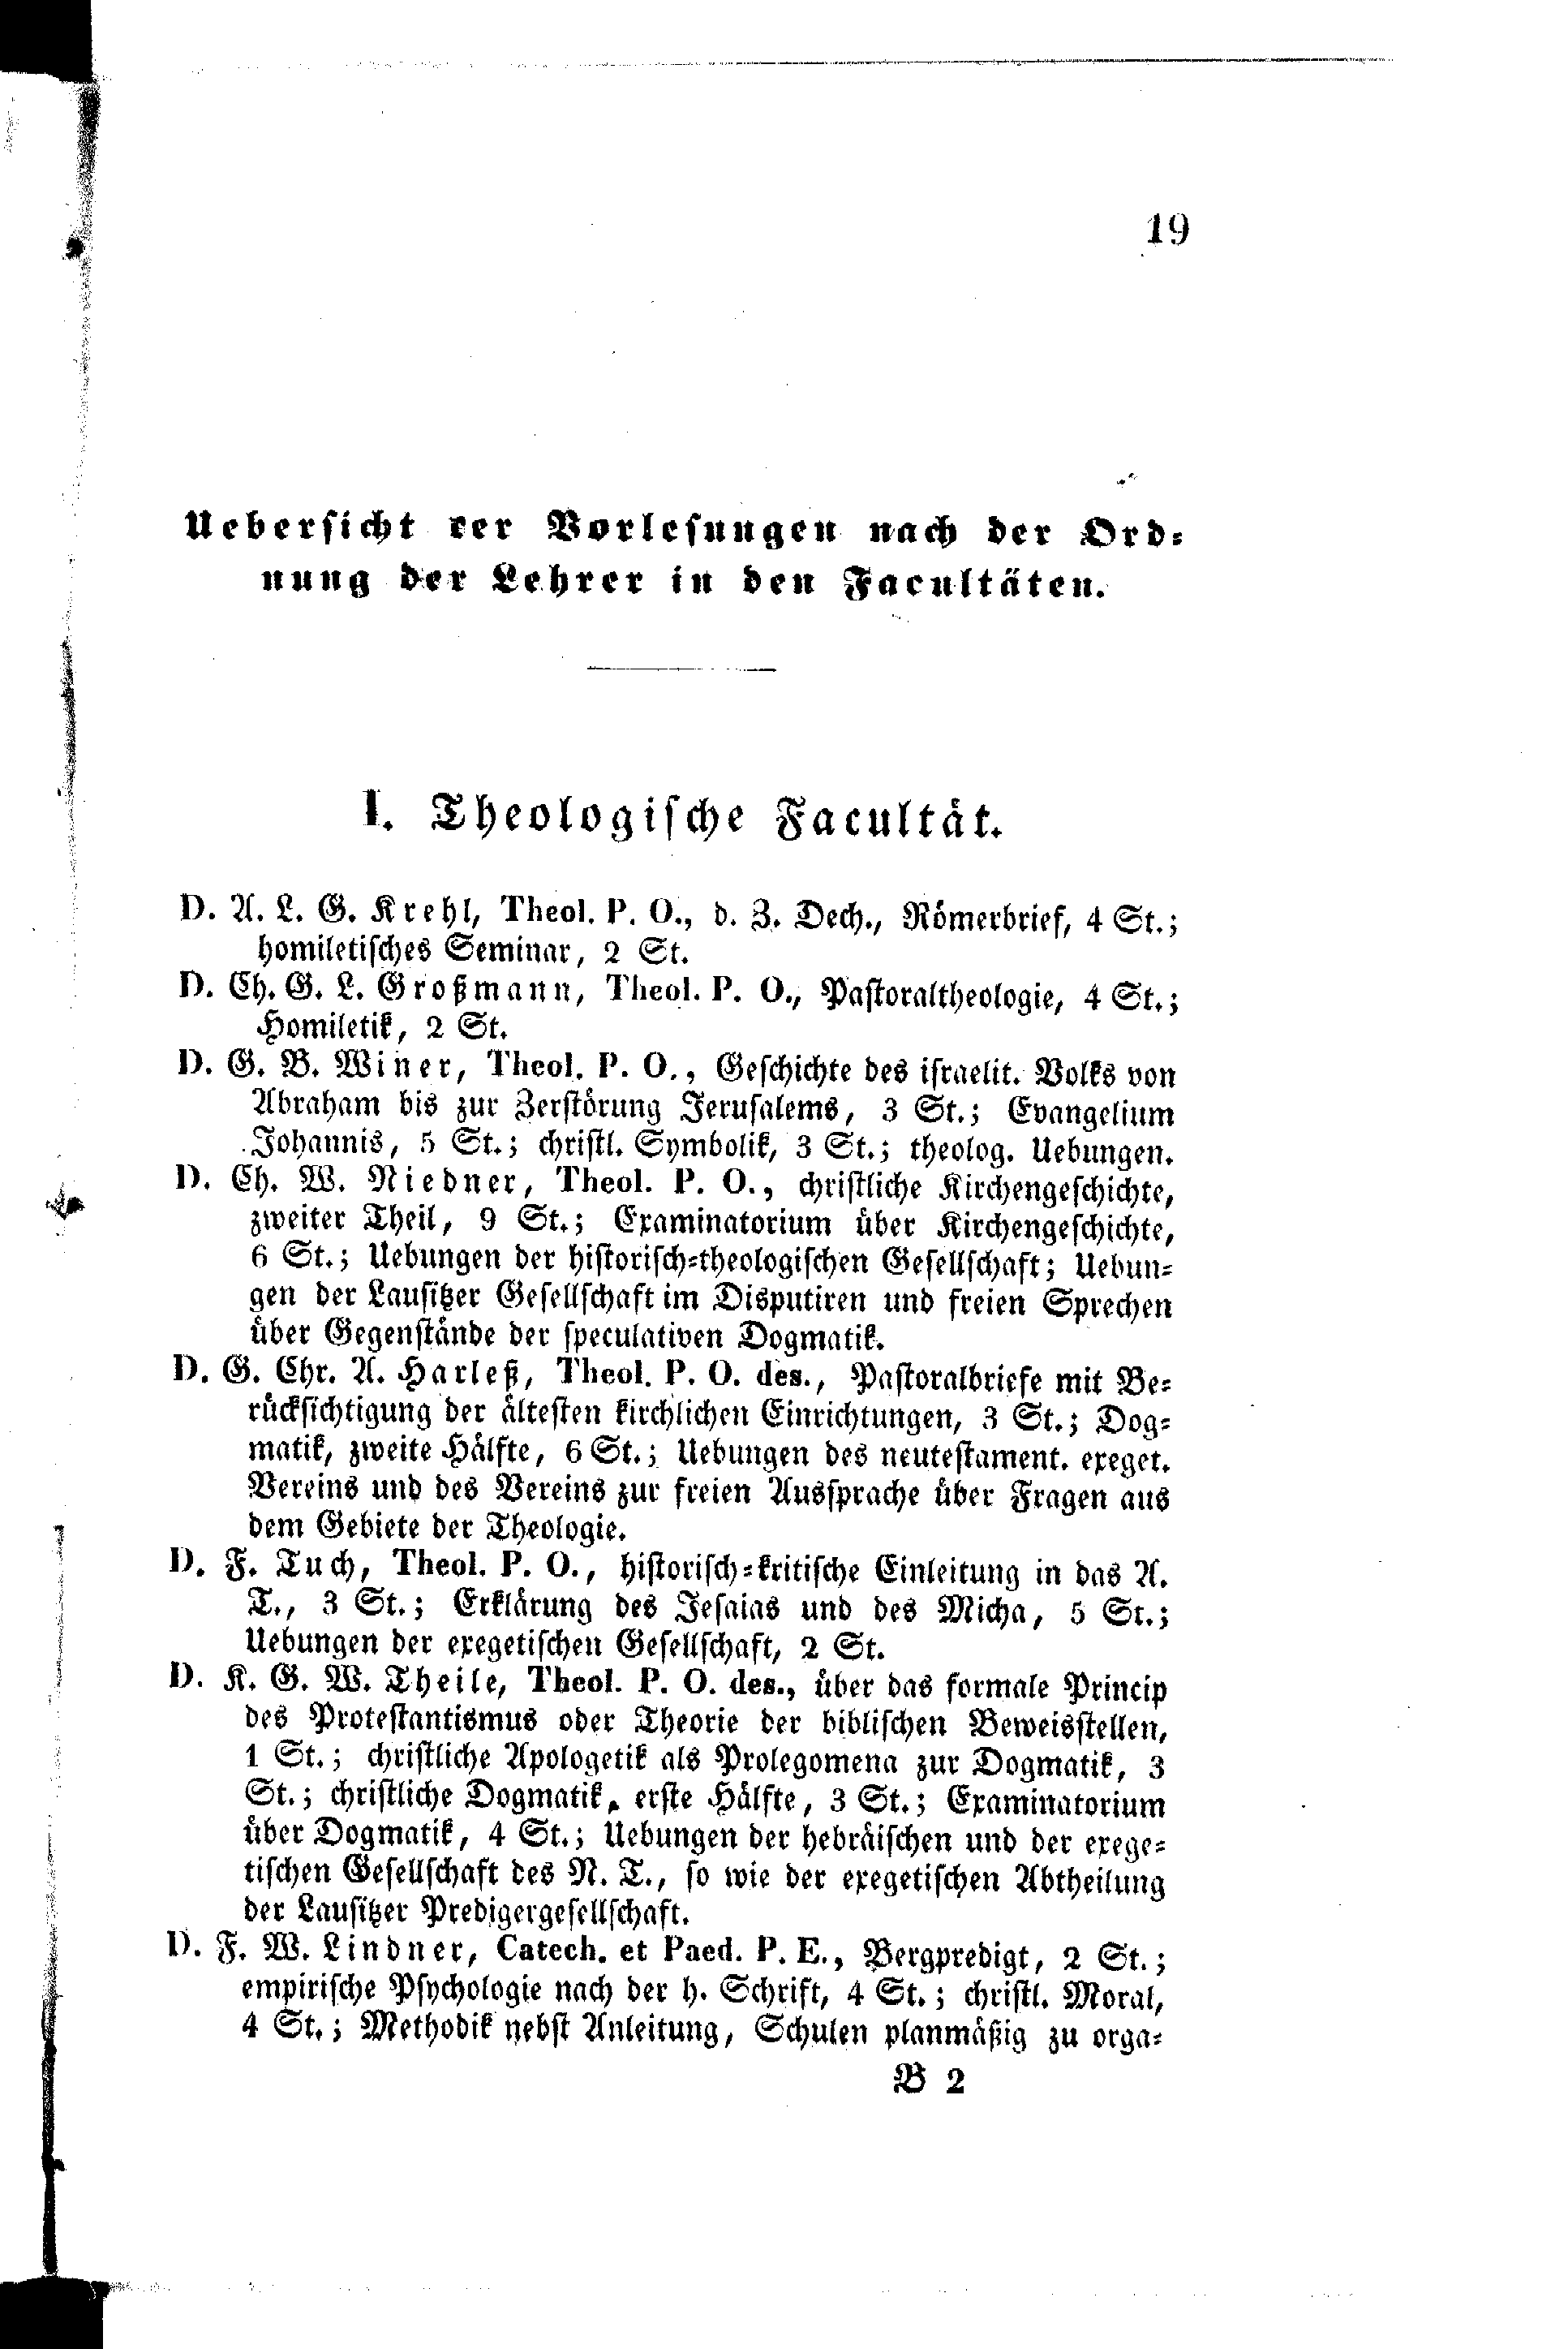 19
Uebersicht der Vorlesungen nach der Ord-
nung der Lehrer in den Facultäten.
I. Theologische Facultät.
D. A. L. G. Krehl, Theol. P. O., d. Z. Dech., Römerbrief, 4 St.;
homiletisches Seminar, 2 St.
D. Ch. G. L. Großmann, Theol. P. O., Pastoraltheologie, 4 St.;
Homiletik, 2 St.
D. G. B. Winer, Theol. P. O., Geschichte des israelit. Volks von
Abraham bis zur Zerstörung Jerusalems, 3 St.; Evangelium
Johannis, 5 St.; christl. Symbolik, 3 St.; theolog. Uebungen.
D. Ch. W. Niedner, Theol. P. O., christliche Kirchengeschichte,
zweiter Theil, 9 St.; Examinatorium über Kirchengeschichte,
6 St.; Uebungen der historisch-theologischen Gesellschaft; Uebun-
gen der Lausitzer Gesellschaft im Disputiren und freien Sprechen
über Gegenstände der speculativen Dogmatik.
D. G. Chr. A. Harleß, Theol. P. O. des., Pastoralbriefe mit Be-
rücksichtigung der ältesten kirchlichen Einrichtungen, 3 St.; Dog-
matik, zweite Hälfte, 6 St.; Uebungen des neutestament. exeget.
Vereins und des Vereins zur freien Aussprache über Fragen aus
dem Gebiete der Theologie.
D. F. Tuch, Theol. P. O., historisch-kritische Einleitung in das A.
T., 3 St.; Erklärung des Jesaias und des Micha, 5 St.;
Uebungen der exegetischen Gesellschaft, 2 St.
D. K. G. W. Theile, Theol. P. O. des., über das formale Princip
des Protestantismus oder Theorie der biblischen Beweisstellen,
1 St.; christliche Apologetik als Prolegomena zur Dogmatik, 3
St.; christliche Dogmatik, erste Hälfte, 3 St.; Examinatorium
über Dogmatik, 4 St.; Uebungen der hebräischen und der exege-
tischen Gesellschaft des N. T., so wie der exegetischen Abtheilung
der Lausitzer Predigergesellschaft.
D. F. W. Lindner, Catech. et Paed. P. E., Bergpredigt, 2 St.;
empirische Psychologie nach der h. Schrift, 4 St.; christl. Moral,
4 St.; Methodik nebst Anleitung, Schulen planmäßig zu orga-
B 2